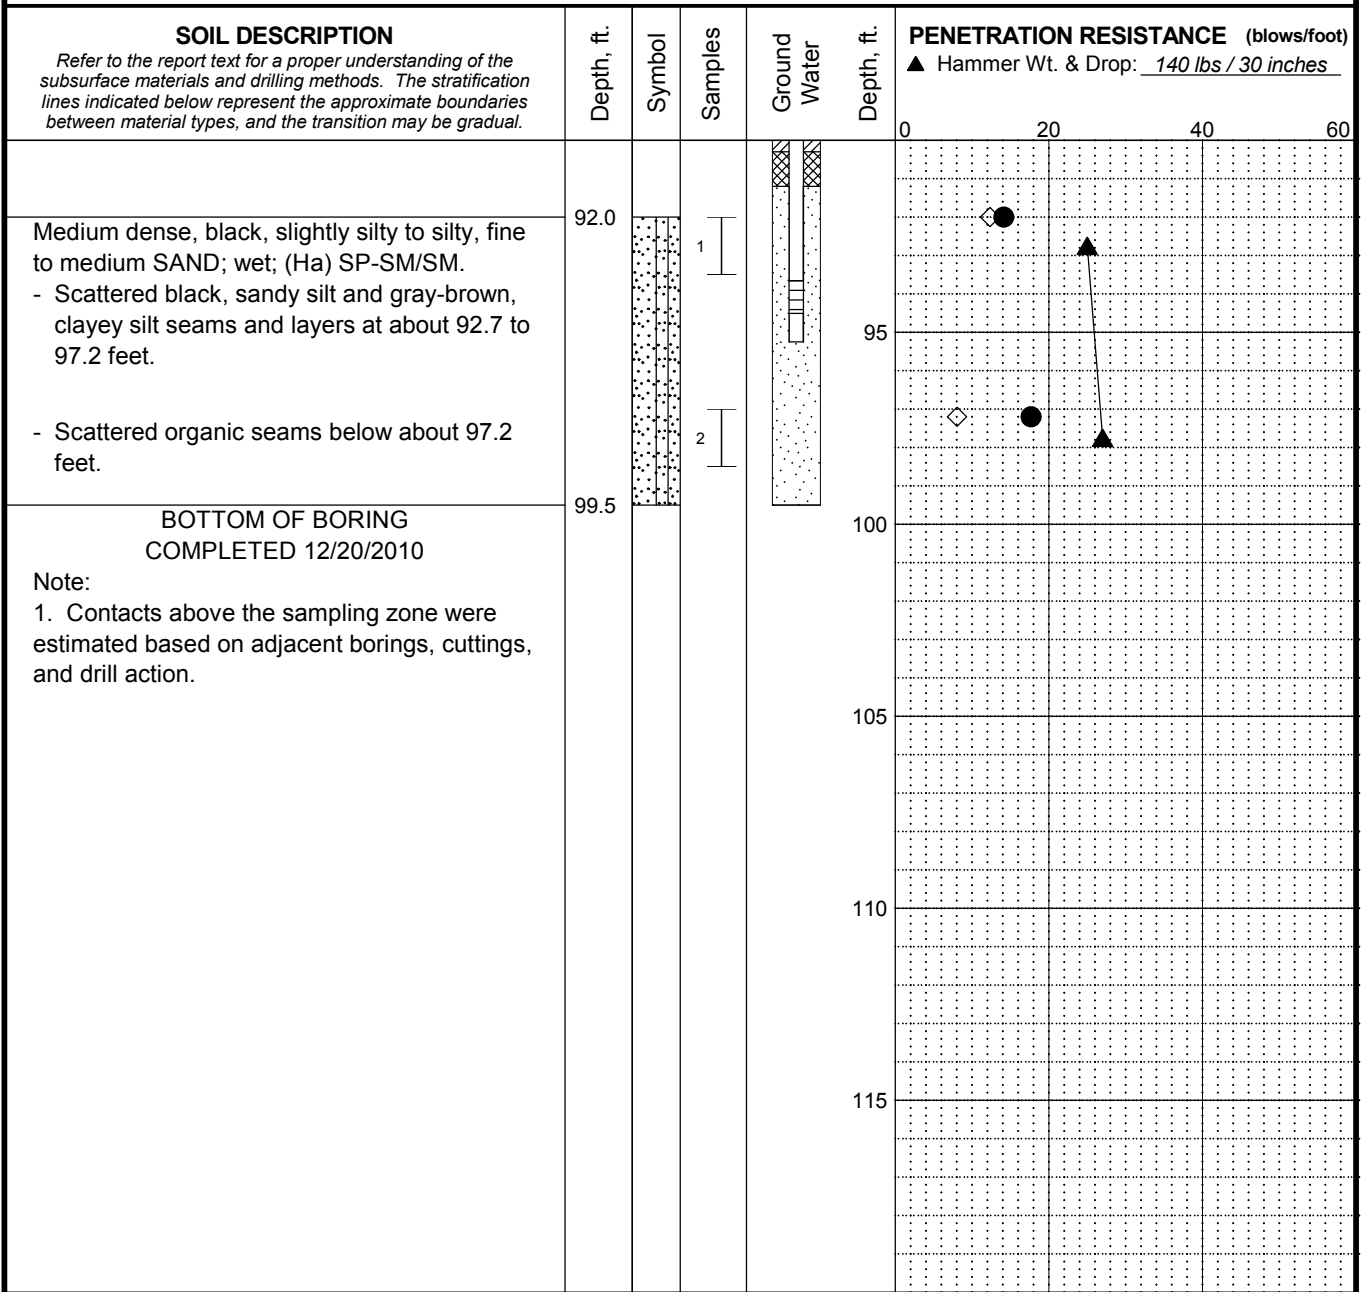 SOIL DESCRIPTION
Refer to the report text for a proper understanding of the
subsurface materials and drilling methods. The stratification
lines indicated below represent the approximate boundaries
between material types, and the transition may be gradual.
Depth, ft.
Symbol
Samples
Ground
Water
Depth, ft.
PENETRATION RESISTANCE (blows/foot)
▲ Hammer Wt. & Drop: 140 lbs / 30 inches
0 20 40 60
92.0
Medium dense, black, slightly silty to silty, fine
to medium SAND; wet; (Ha) SP-SM/SM.
- Scattered black, sandy silt and gray-brown,
clayey silt seams and layers at about 92.7 to
97.2 feet.
1
95
- Scattered organic seams below about 97.2
feet.
2
99.5
BOTTOM OF BORING
COMPLETED 12/20/2010
100
Note:
1. Contacts above the sampling zone were
estimated based on adjacent borings, cuttings,
and drill action.
105
110
115